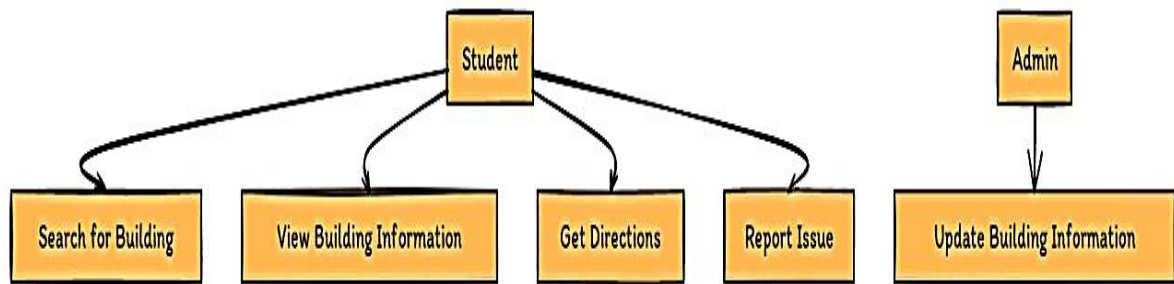 Student
Admin
Search for Building
View Building Information
Get Directions
Report Issue
Update Building Information